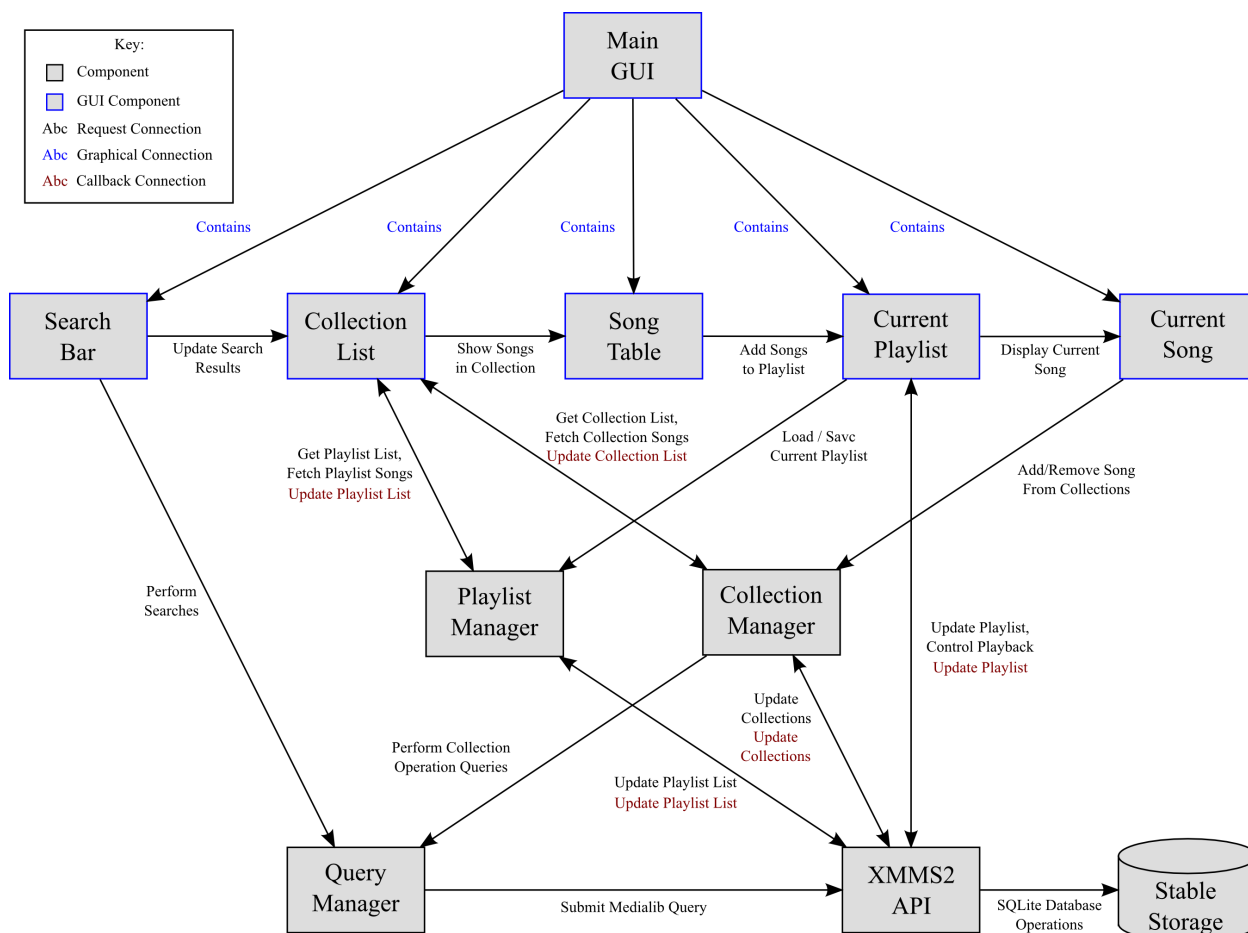 Main
GUI
Key:
Component
GUI Component
Abc Request Connection
Abc Graphical Connection
Abc Callback Connection
Contains
Contains
Contains
Contains
Contains
Search
Bar
Update Search
Results
Collection
List
Show Songs
in Collection
Song
Table
Add Songs
to Playlist
Current
Playlist
Display Current
Song
Current
Song
Get Playlist List,
Fetch Playlist Songs
Update Playlist List
Get Collection List,
Fetch Collection Songs
Update Collection List
Load / Savc
Current Playlist
Add/Remove Song
From Collections
Perform
Searches
Playlist
Manager
Collection
Manager
Update Playlist,
Control Playback
Update Playlist
Perform Collection
Operation Queries
Update
Collections
Update
Collections
Update Playlist List
Update Playlist List
Query
Manager
Submit Medialib Query
XMMS2
API
SQLite Database
Operations
Stable
Storage